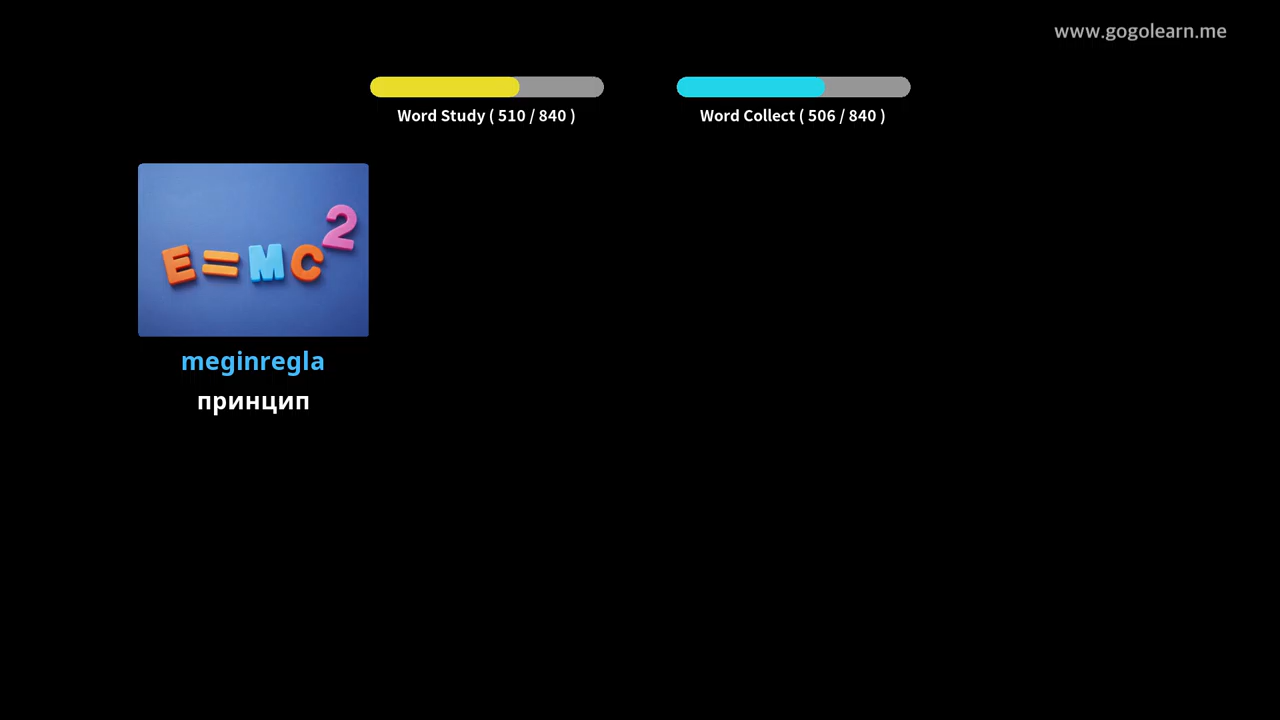 www.gogolearn.me
Word Study ( 510 / 840 )
Word Collect ( 506 / 840 )
E=MC²
meginregla
принцип